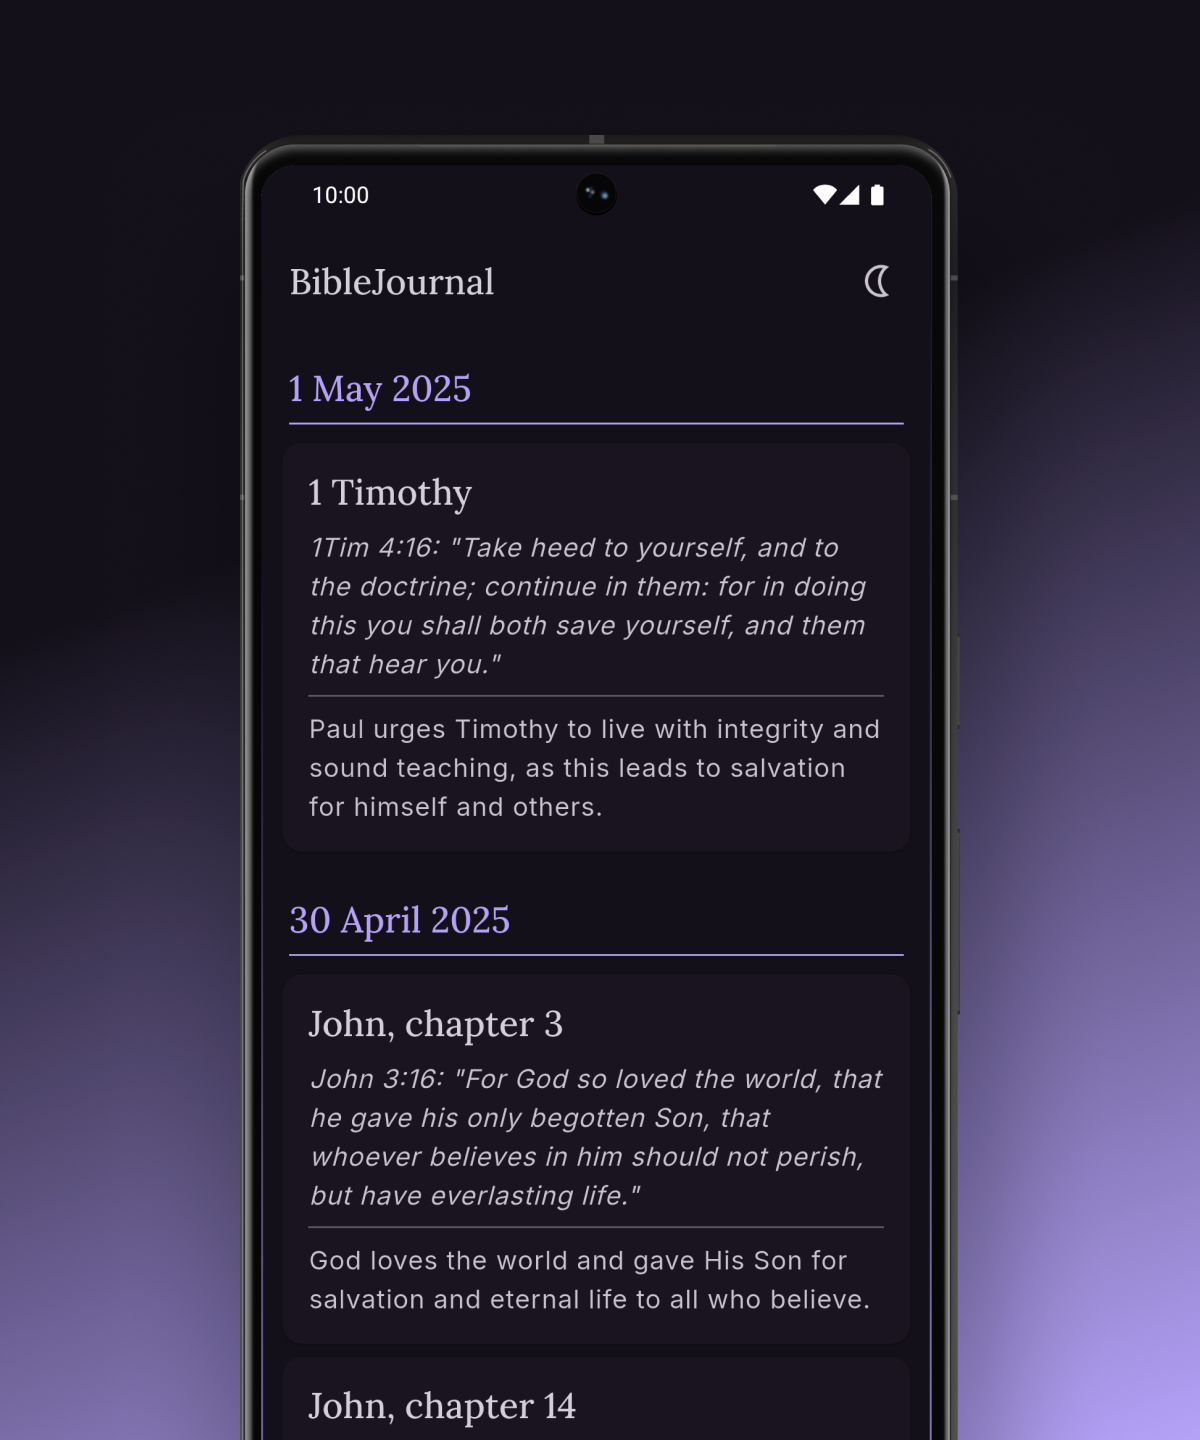 10:00
BibleJournal
1 May 2025
1 Timothy
1Tim 4:16: "Take heed to yourself, and to
the doctrine; continue in them: for in doing
this you shall both save yourself, and them
that hear you."
Paul urges Timothy to live with integrity and
sound teaching, as this leads to salvation
for himself and others.
30 April 2025
John, chapter 3
John 3:16: "For God so loved the world, that
he gave his only begotten Son, that
whoever believes in him should not perish,
but have everlasting life."
God loves the world and gave His Son for
salvation and eternal life to all who believe.
John, chapter 14